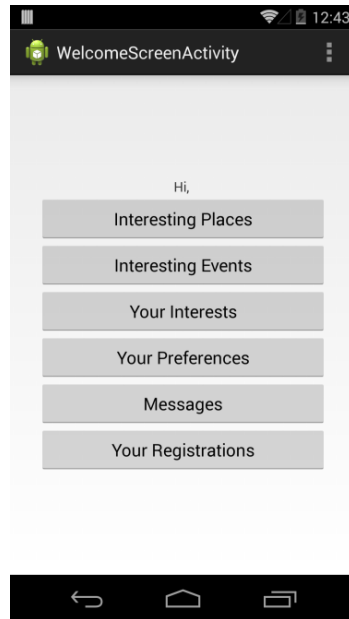 12:43
WelcomeScreenActivity
Hi,
Interesting Places
Interesting Events
Your Interests
Your Preferences
Messages
Your Registrations